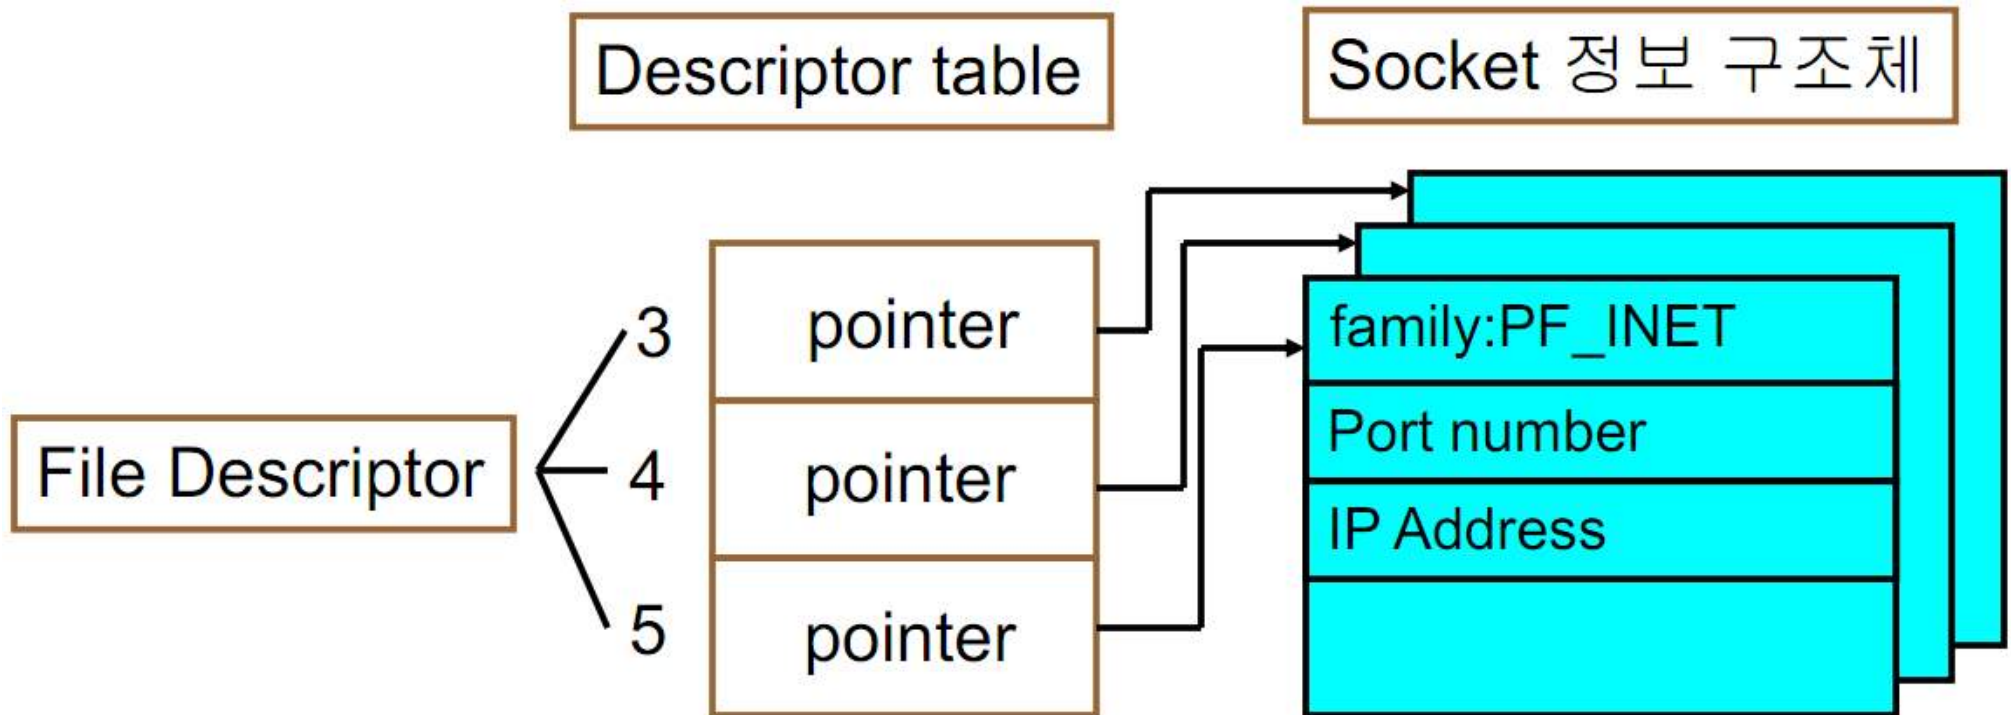 Descriptor table
Socket 정보 구조체
File Descriptor
3
4
5
pointer
pointer
pointer
family:PF_INET
Port number
IP Address